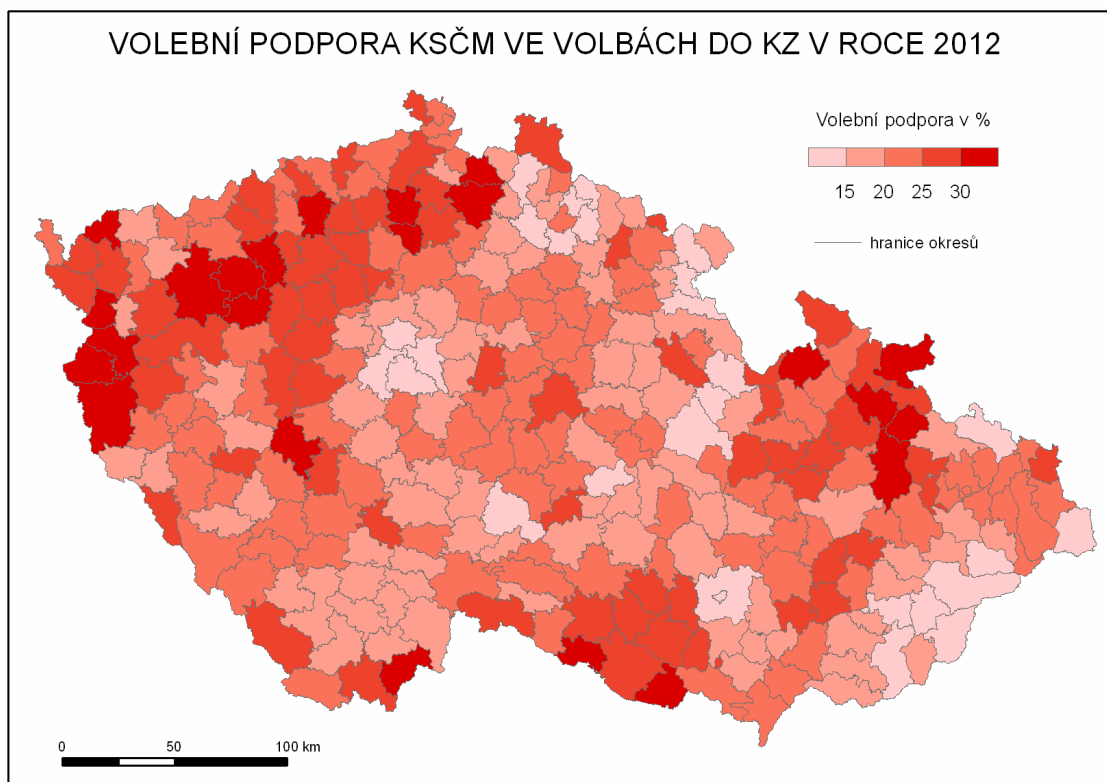 VOLEBNÍ PODPORA KSČM VE VOLBÁCH DO KZ V ROCE 2012
Volební podpora v %
15 20 25 30
hranice okresů
0 50 100 km